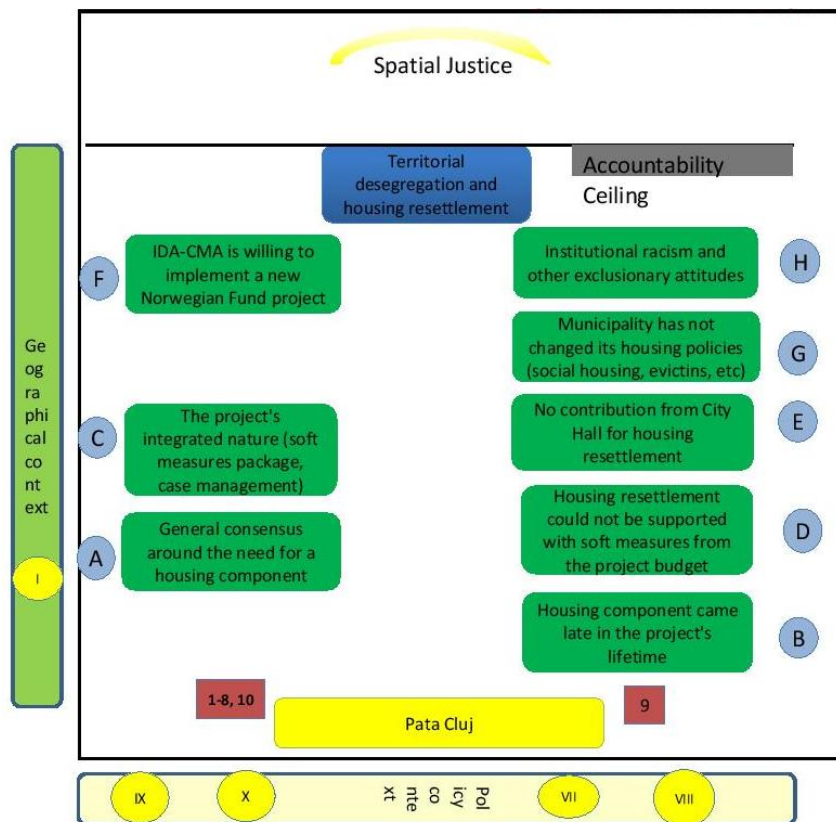 Spatial Justice
Territorial
desegregation and
housing resettlement
Accountability
Ceiling
F
IDA-CMA is willing to
implement a new
Norwegian Fund project
Institutional racism and
other exclusionary attitudes
H
Municipality has not
changed its housing policies
(social housing, evictins, etc)
G
Ge
og
ra
phi
cal
co
nt
ext
I
C
The project's
integrated nature (soft
measures package,
case management)
No contribution from City
Hall for housing
resettlement
E
A
General consensus
around the need for a
housing component
Housing resettlement
could not be supported
with soft measures from
the project budget
D
Housing component came
late in the project's
lifetime
B
1-8, 10
Pata Cluj
9
IX
X
Pol
icy
co
nte
xt
VII
VIII